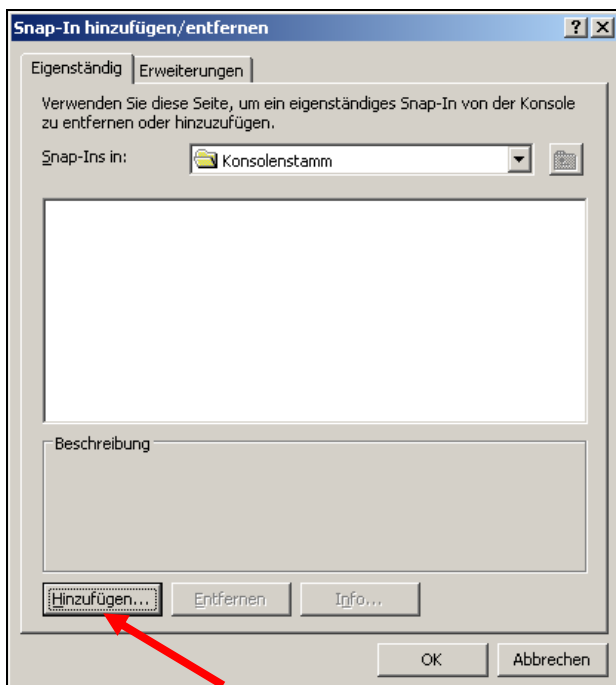 Snap-In hinzufügen/entfernen
Eigenständig
Erweiterungen
Verwenden Sie diese Seite, um ein eigenständiges Snap-In von der Konsole
zu entfernen oder hinzuzufügen.
Snap-Ins in:
Konsolenstamm
Beschreibung
Hinzufügen...
Entfernen
Info...
OK
Abbrechen